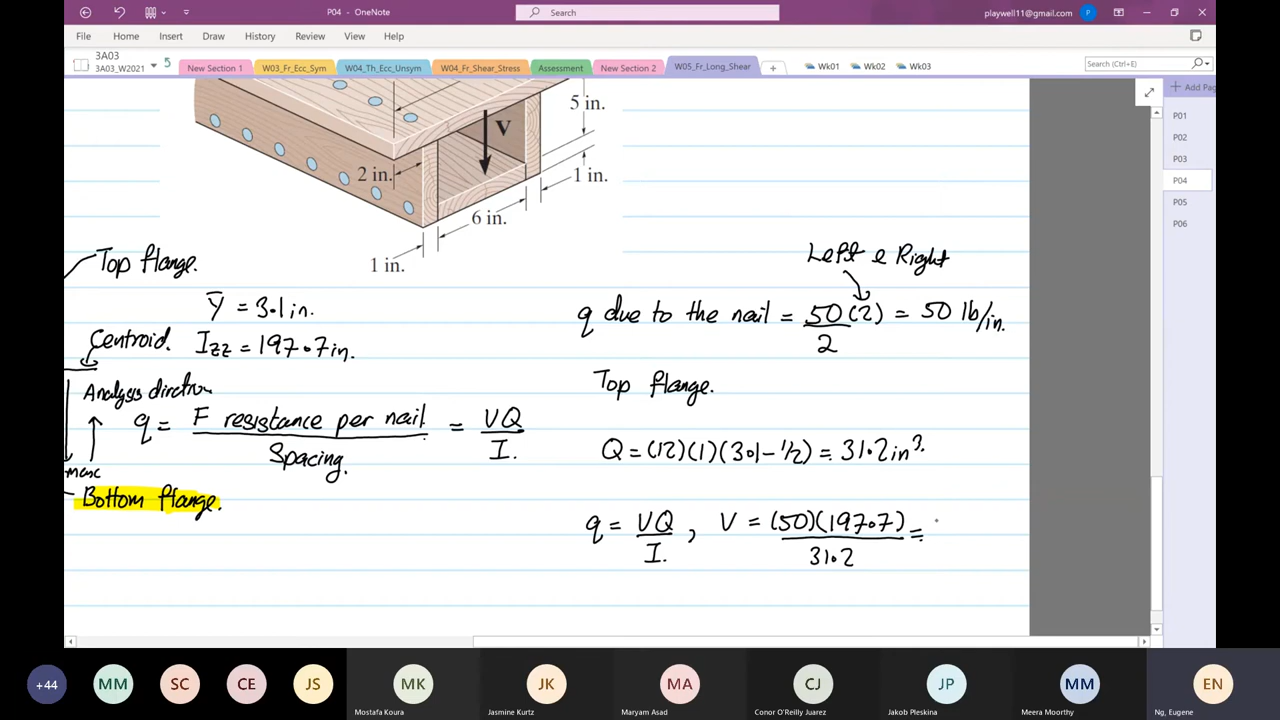 P04 - OneNote
Search
playwell11@gmail.com
P
File Home Insert Draw History Review View Help
3A03
3A03_W2021
New Section 1 W03_Fr_Ecc_Sym W04_Th_Ecc_Unsym W04_Fr_Shear_Stress Assessment New Section 2 W05_Fr_Long_Shear + Wk01 Wk02 Wk03
Search (Ctrl+E)
+ Add Pag
P01
P02
P03
P04
P05
P06
5 in.
V
2 in.
1 in.
6 in.
1 in.
Top flange.
Y = 3.1 in.
Centroid. Izz = 197.7 in.
Analysis direction
q = F resistance per nail / Spacing. = VQ / I.
Bottom flange.
Left & Right
q due to the nail = 50(2) / 2 = 50 lb/in.
Top flange.
Q = (12)(1)(3.1 - 1/2) = 31.2 in³.
q = VQ / I. , V = (50)(197.7) / 31.2 =
+44 MM SC CE JS MK JK MA CJ JP MM EN
Mostafa Koura Jasmine Kurtz Maryam Asad Conor O'Reilly Juarez Jakob Pleskina Meera Moorthy Ng, Eugene